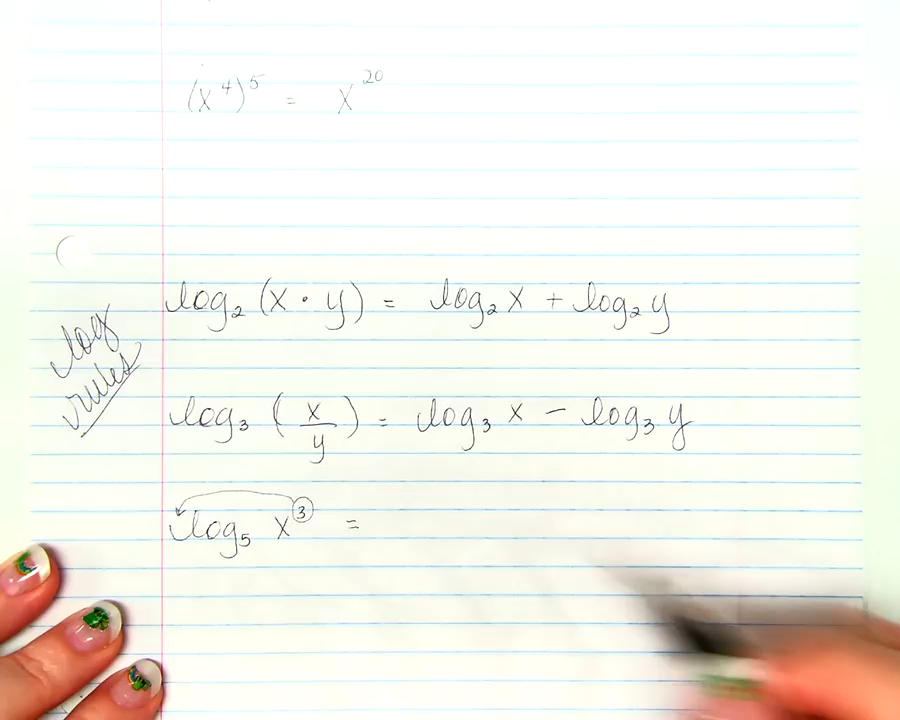 (x⁴)⁵ = x²⁰
log₂ (x · y) = log₂ x + log₂ y
log
rules
log₃ (x/y) = log₃ x − log₃ y
log₅ x³ =